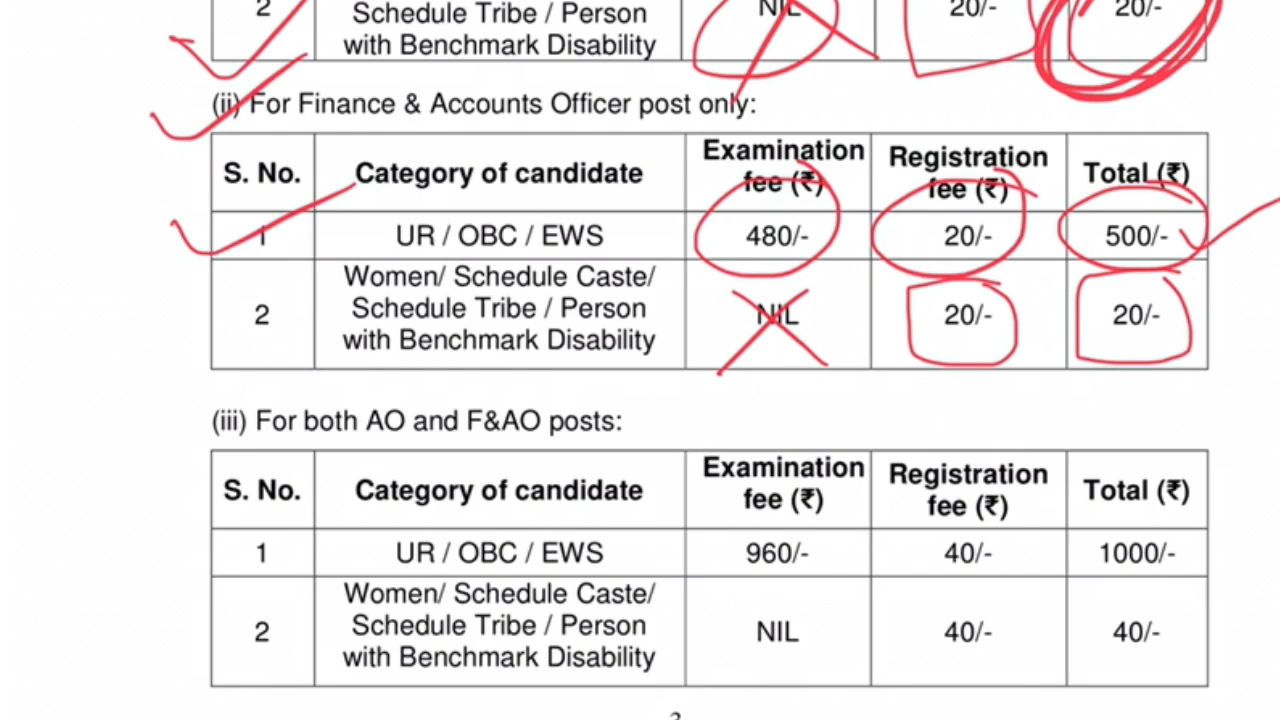 2 Schedule Tribe / Person NIL 20/- 20/-
with Benchmark Disability
(ii) For Finance & Accounts Officer post only:
S. No. Category of candidate Examination fee (₹) Registration fee (₹) Total (₹)
1 UR / OBC / EWS 480/- 20/- 500/-
Women/ Schedule Caste/
2 Schedule Tribe / Person NIL 20/- 20/-
with Benchmark Disability
(iii) For both AO and F&AO posts:
S. No. Category of candidate Examination fee (₹) Registration fee (₹) Total (₹)
1 UR / OBC / EWS 960/- 40/- 1000/-
Women/ Schedule Caste/
2 Schedule Tribe / Person NIL 40/- 40/-
with Benchmark Disability